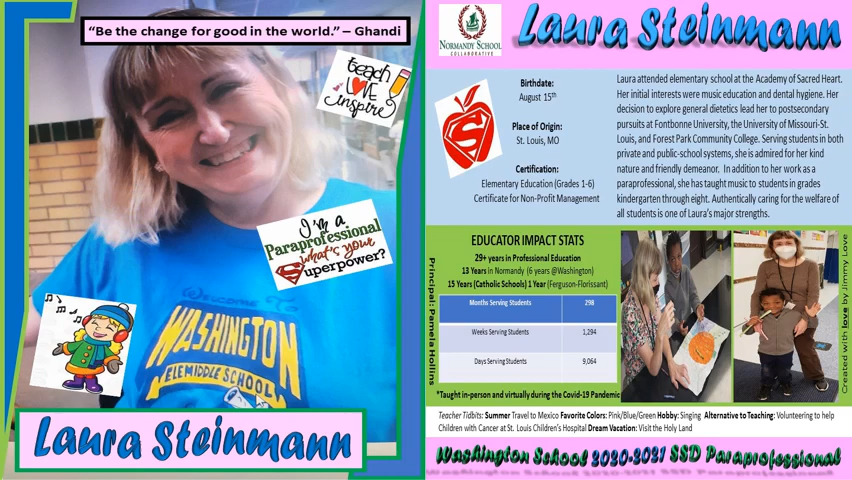 “Be the change for good in the world.” – Ghandi
teach
LOVE
inspire
I'm a
Paraprofessional
what's your
Superpower?
WELCOME TO
WASHINGTON
ELEMIDDLE SCHOOL
Laura Steinmann
NORMANDY SCHOOL
COLLABORATIVE
Laura Steinmann
Birthdate:
August 15th
Place of Origin:
St. Louis, MO
Certification:
Elementary Education (Grades 1-6)
Certificate for Non-Profit Management
Laura attended elementary school at the Academy of Sacred Heart.
Her initial interests were music education and dental hygiene. Her
decision to explore general dietetics lead her to postsecondary
pursuits at Fontbonne University, the University of Missouri-St.
Louis, and Forest Park Community College. Serving students in both
private and public-school systems, she is admired for her kind
nature and friendly demeanor. In addition to her work as a
paraprofessional, she has taught music to students in grades
kindergarten through eight. Authentically caring for the welfare of
all students is one of Laura's major strengths.
Principal: Pamela Hollins
EDUCATOR IMPACT STATS
29+ years in Professional Education
13 Years in Normandy (6 years @Washington)
15 Years (Catholic Schools) 1 Year (Ferguson-Florissant)
Months Serving Students 298
Weeks Serving Students 1,294
Days Serving Students 9,064
*Taught in-person and virtually during the Covid-19 Pandemic
Created with love by Jimmy Love
Teacher Tidbits: Summer Travel to Mexico Favorite Colors: Pink/Blue/Green Hobby: Singing Alternative to Teaching: Volunteering to help
Children with Cancer at St. Louis Children's Hospital Dream Vacation: Visit the Holy Land
Washington School 2020-2021 SSD Paraprofessional